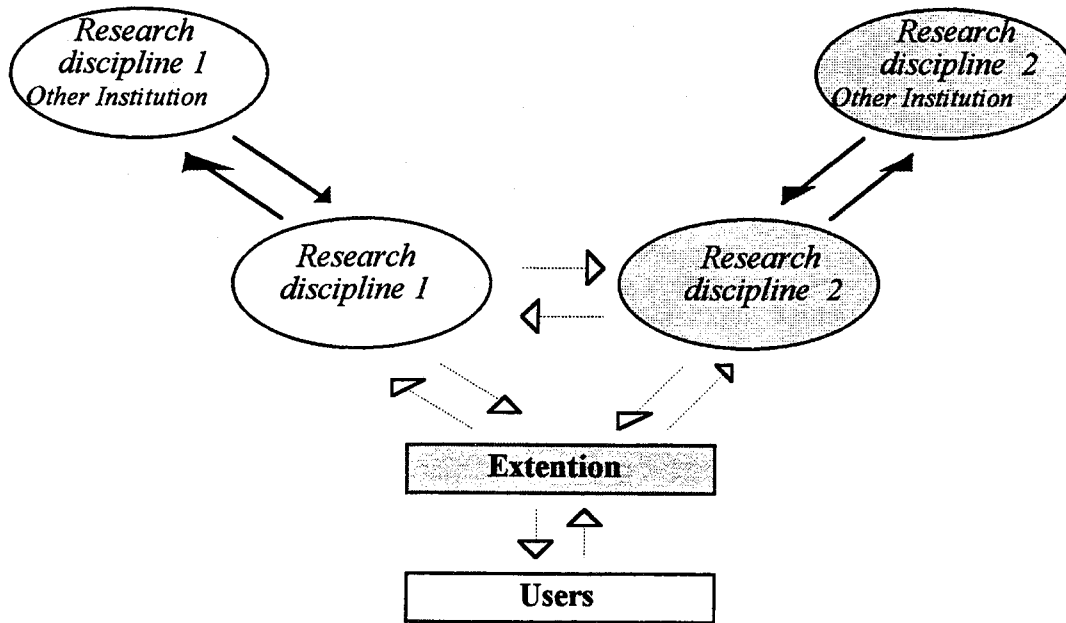 Research
discipline 1
Other Institution
Research
discipline 2
Other Institution
Research
discipline 1
Research
discipline 2
Extention
Users